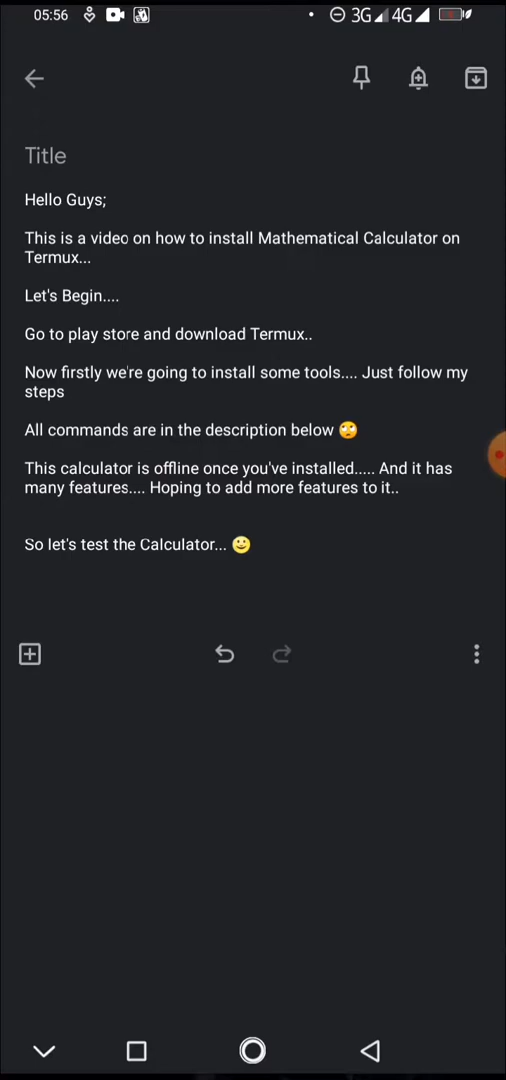 05:56
3G 4G
Title
Hello Guys;
This is a video on how to install Mathematical Calculator on
Termux...
Let's Begin....
Go to play store and download Termux..
Now firstly we're going to install some tools.... Just follow my
steps
All commands are in the description below 🙄
This calculator is offline once you've installed..... And it has
many features.... Hoping to add more features to it..
So let's test the Calculator... 🙂